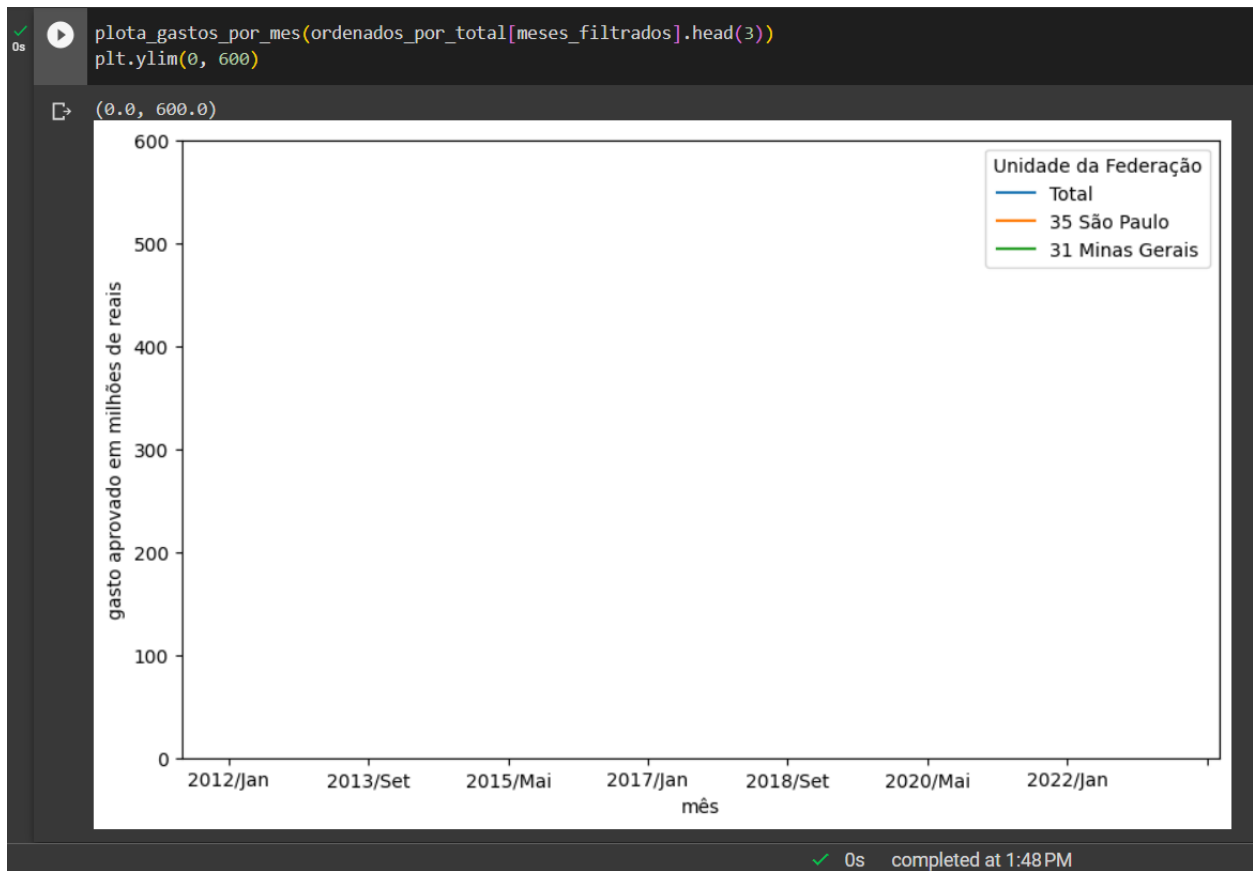 0s
plota_gastos_por_mes(ordenados_por_total[meses_filtrados].head(3))
plt.ylim(0, 600)
(0.0, 600.0)
600
500
400
300
200
100
0
gasto aprovado em milhões de reais
Unidade da Federação
Total
35 São Paulo
31 Minas Gerais
2012/Jan 2013/Set 2015/Mai 2017/Jan 2018/Set 2020/Mai 2022/Jan
mês
0s completed at 1:48 PM